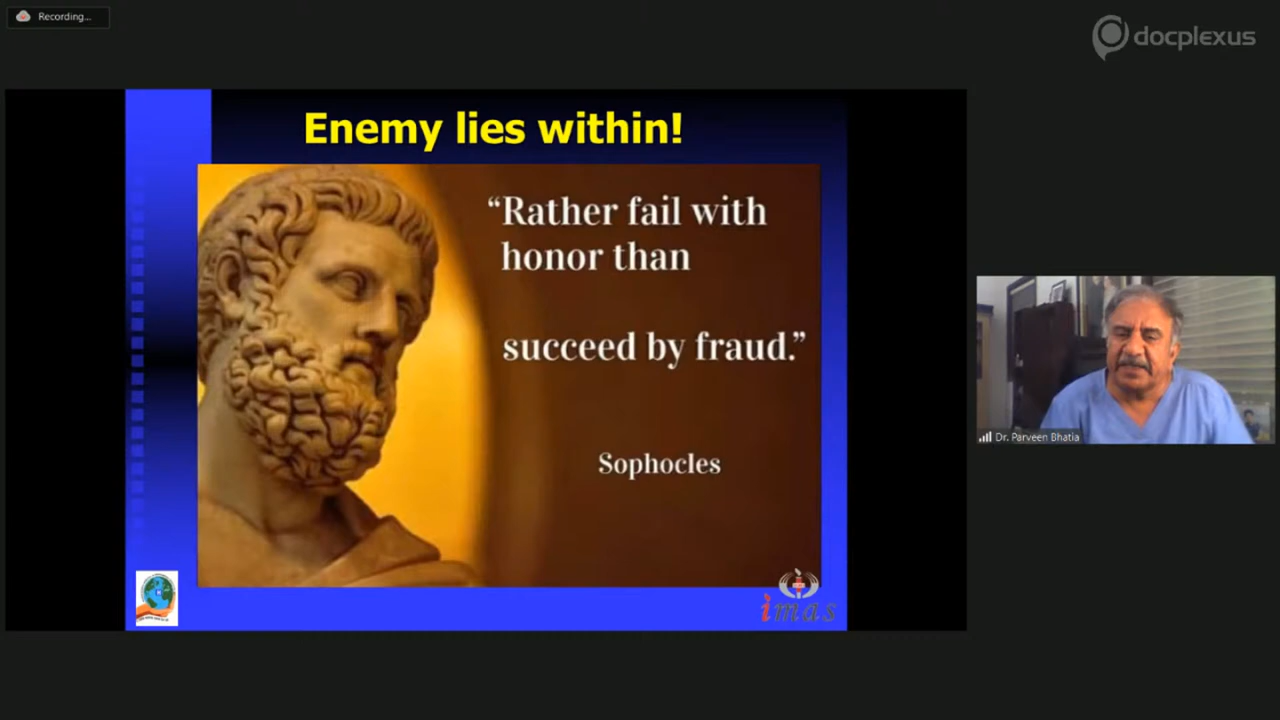 Recording...
docplexus
Enemy lies within!
“Rather fail with
honor than
succeed by fraud.”
Sophocles
imas
Dr. Parveen Bhatia